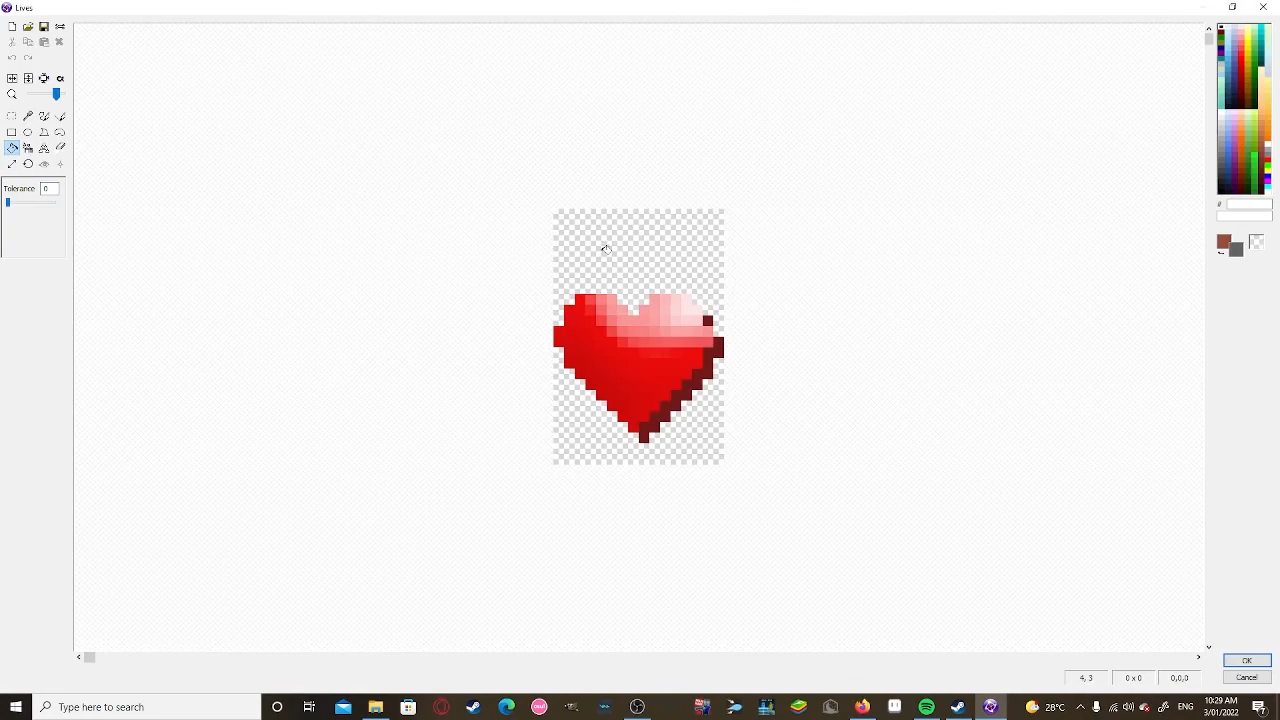 Lives
Tolerance 0
//
OK
Cancel
4, 3
0 x 0
0,0,0
Type here to search
osu!
28°C
ENG
10:29 AM
3/01/2022